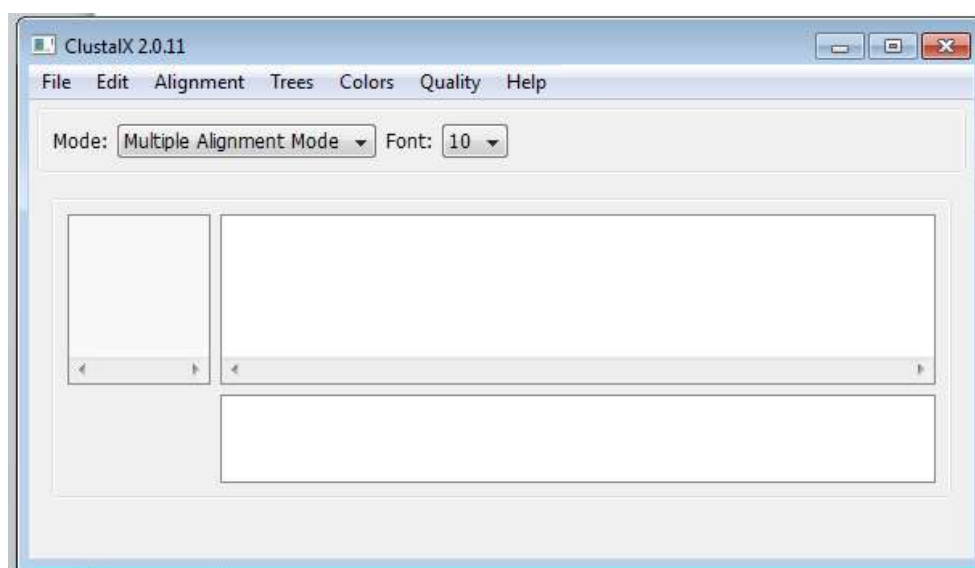 ClustalX 2.0.11
File Edit Alignment Trees Colors Quality Help
Mode: Multiple Alignment Mode Font: 10